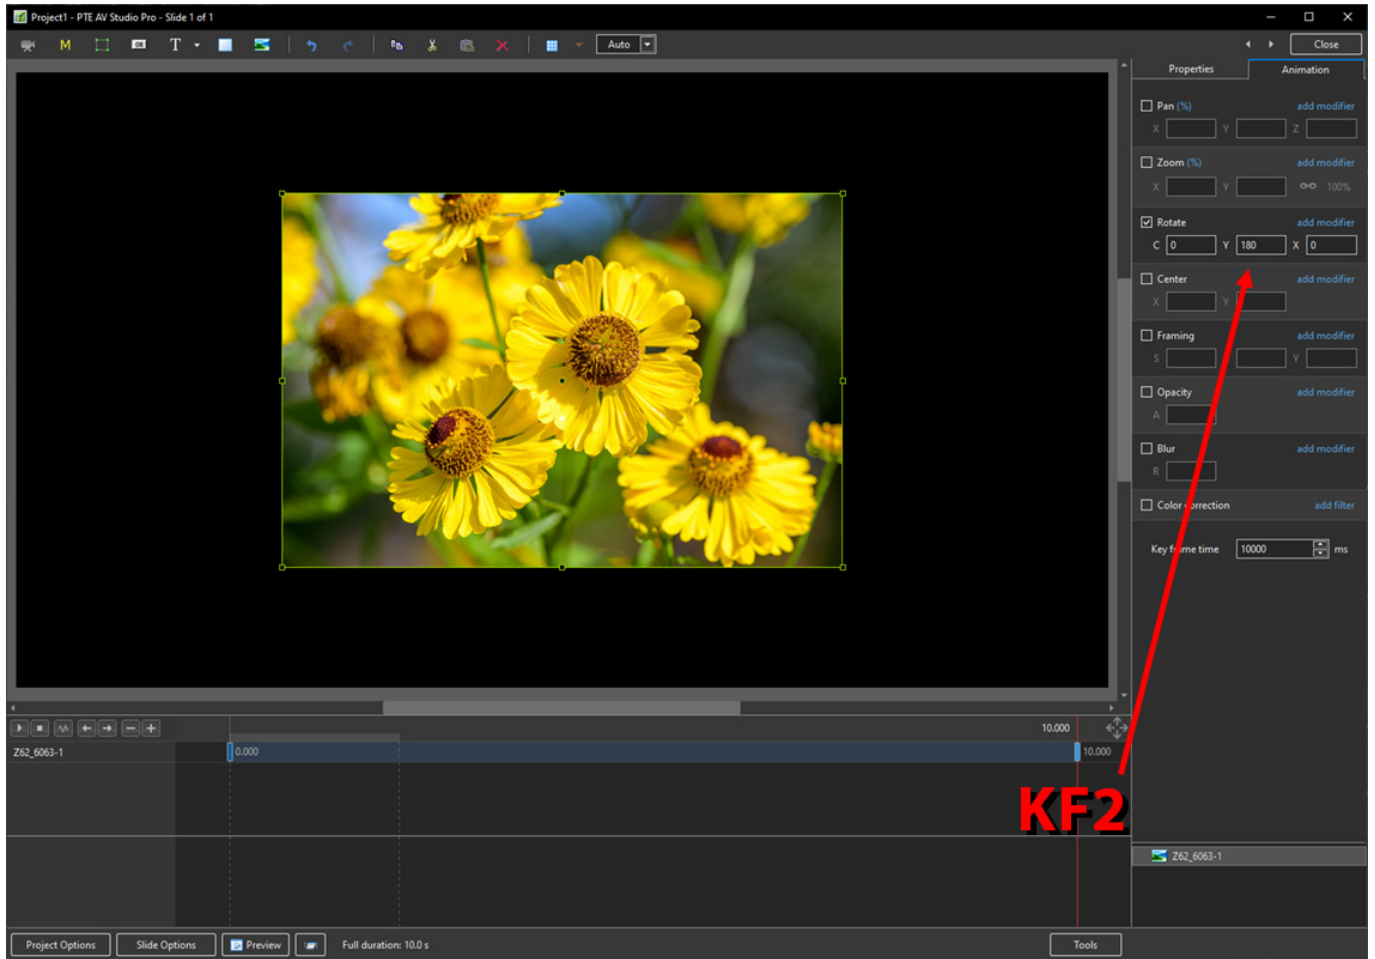 Project1 - PTE AV Studio Pro - Slide 1 of 1
M OK T Auto Close
Properties Animation
Pan (%) add modifier
X Y Z
Zoom (%) add modifier
X Y 100%
Rotate add modifier
C 0 Y 180 X 0
Center add modifier
X Y
Framing add modifier
S Y
Opacity add modifier
A
Blur add modifier
R
Color correction add filter
Key frame time 10000 ms
10.000
Z62_6063-1 0.000 10.000
KF2
Z62_6063-1
Project Options Slide Options Preview Full duration: 10.0 s Tools